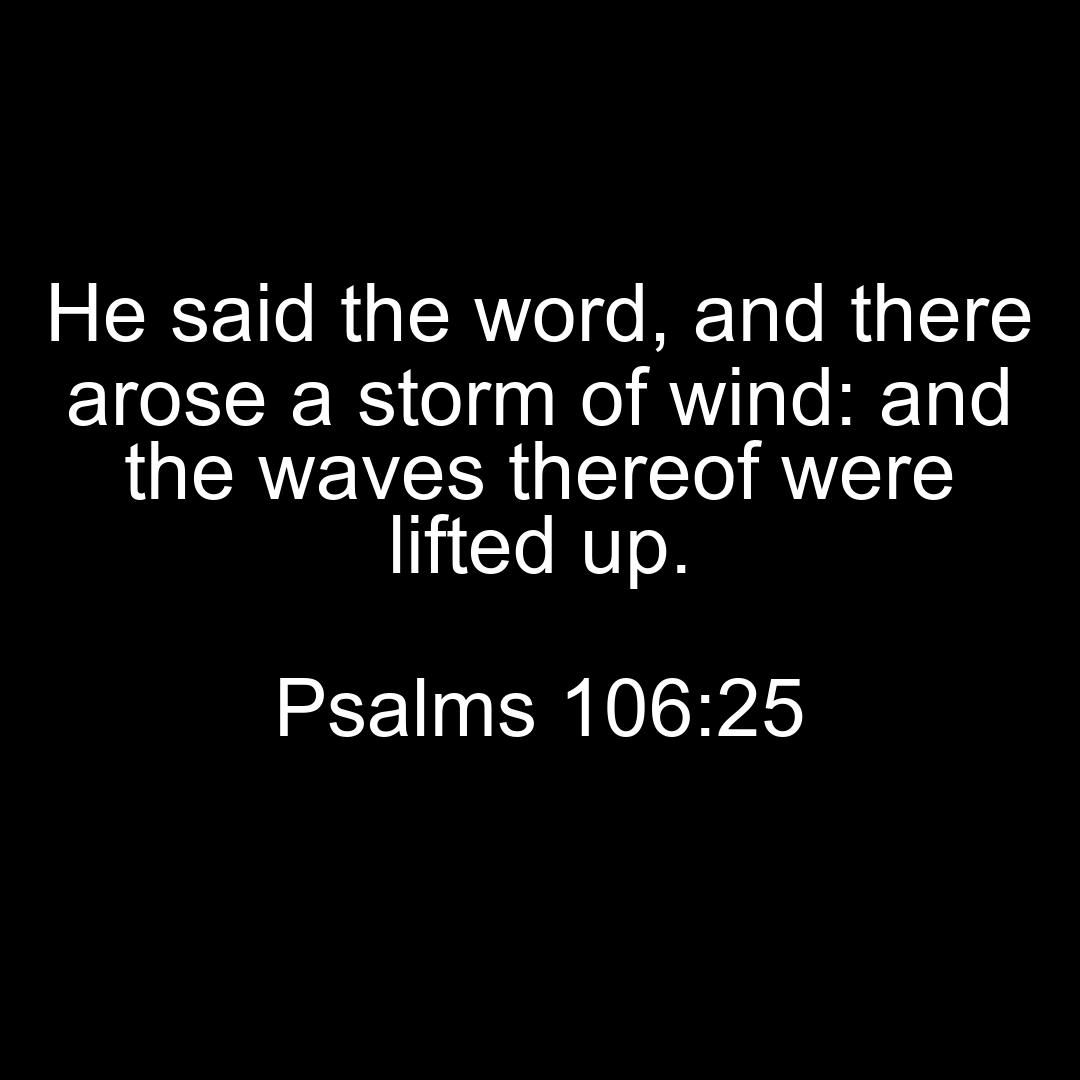 He said the word, and there
arose a storm of wind: and
the waves thereof were
lifted up.
Psalms 106:25